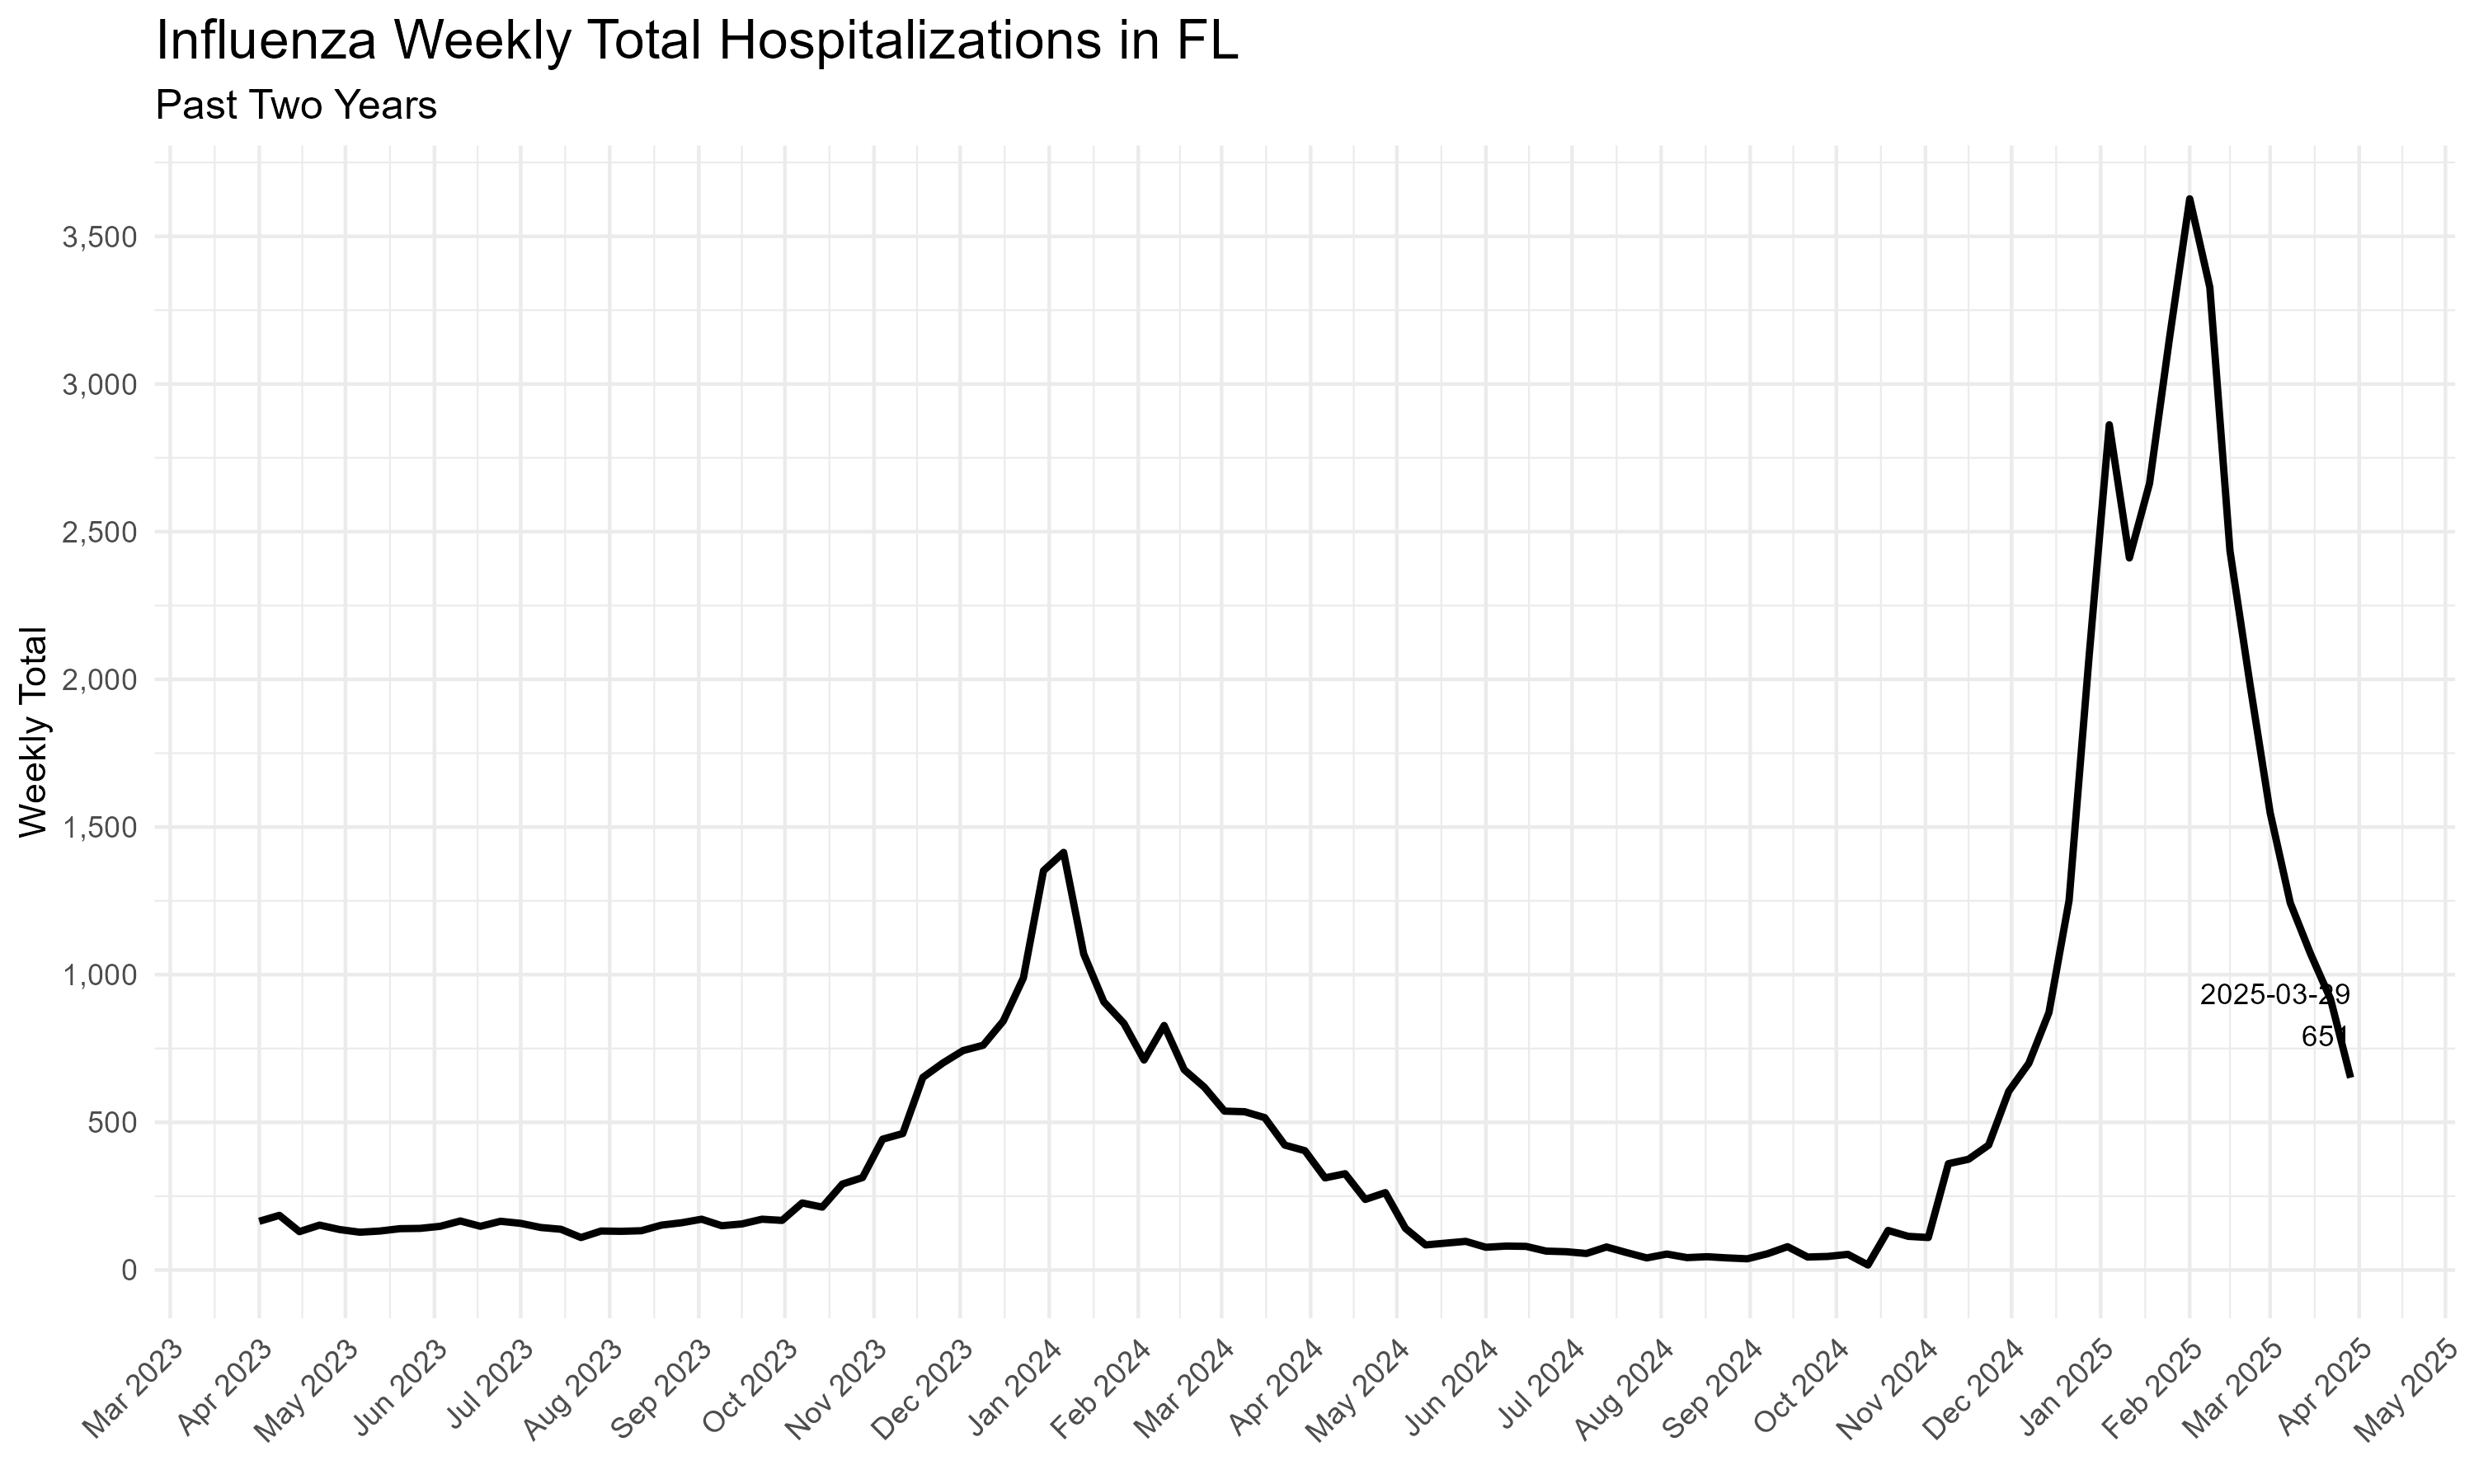 Influenza Weekly Total Hospitalizations in FL
Past Two Years
Weekly Total
3,500
3,000
2,500
2,000
1,500
1,000
500
0
2025-03-29
651
Mar 2023
Apr 2023
May 2023
Jun 2023
Jul 2023
Aug 2023
Sep 2023
Oct 2023
Nov 2023
Dec 2023
Jan 2024
Feb 2024
Mar 2024
Apr 2024
May 2024
Jun 2024
Jul 2024
Aug 2024
Sep 2024
Oct 2024
Nov 2024
Dec 2024
Jan 2025
Feb 2025
Mar 2025
Apr 2025
May 2025